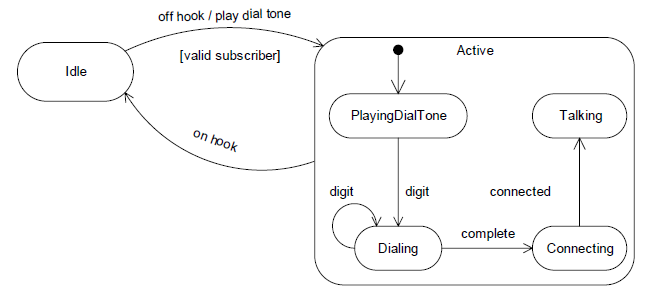 off hook / play dial tone
[valid subscriber]
Active
Idle
PlayingDialTone
Talking
on hook
digit
digit
connected
complete
Dialing
Connecting